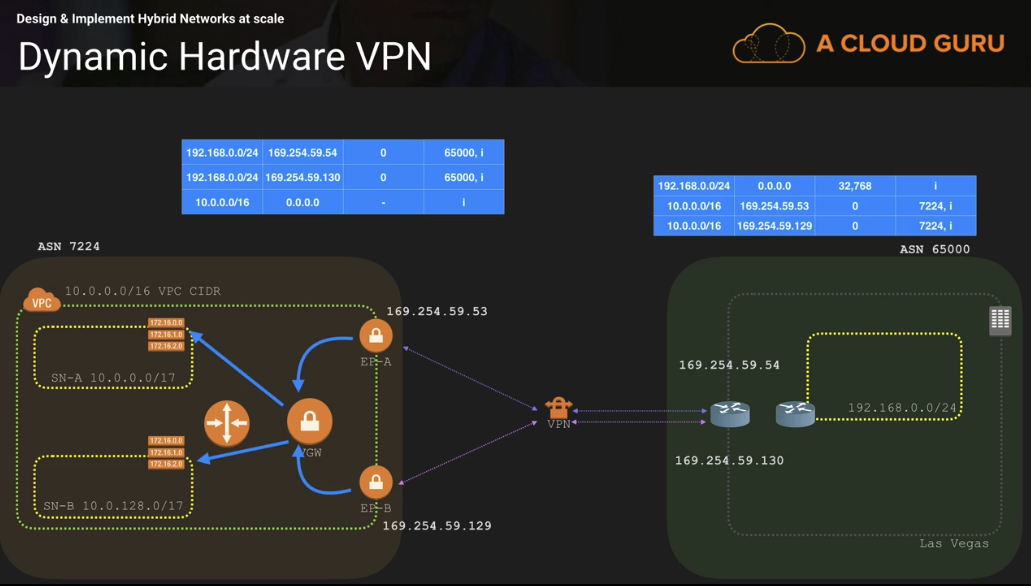 Design & Implement Hybrid Networks at scale
Dynamic Hardware VPN
A CLOUD GURU
192.168.0.0/24 169.254.59.54 0 65000, i
192.168.0.0/24 169.254.59.130 0 65000, i
10.0.0.0/16 0.0.0.0 - i
192.168.0.0/24 0.0.0.0 32,768 i
10.0.0.0/16 169.254.59.53 0 7224, i
10.0.0.0/16 169.254.59.129 0 7224, i
ASN 7224
ASN 65000
VPC
10.0.0.0/16 VPC CIDR
172.16.0.0
172.16.1.0
172.16.2.0
SN-A 10.0.0.0/17
169.254.59.53
EP-A
169.254.59.54
VPN
192.168.0.0/24
VGW
172.16.0.0
172.16.1.0
172.16.2.0
SN-B 10.0.128.0/17
EP-B
169.254.59.129
169.254.59.130
Las Vegas